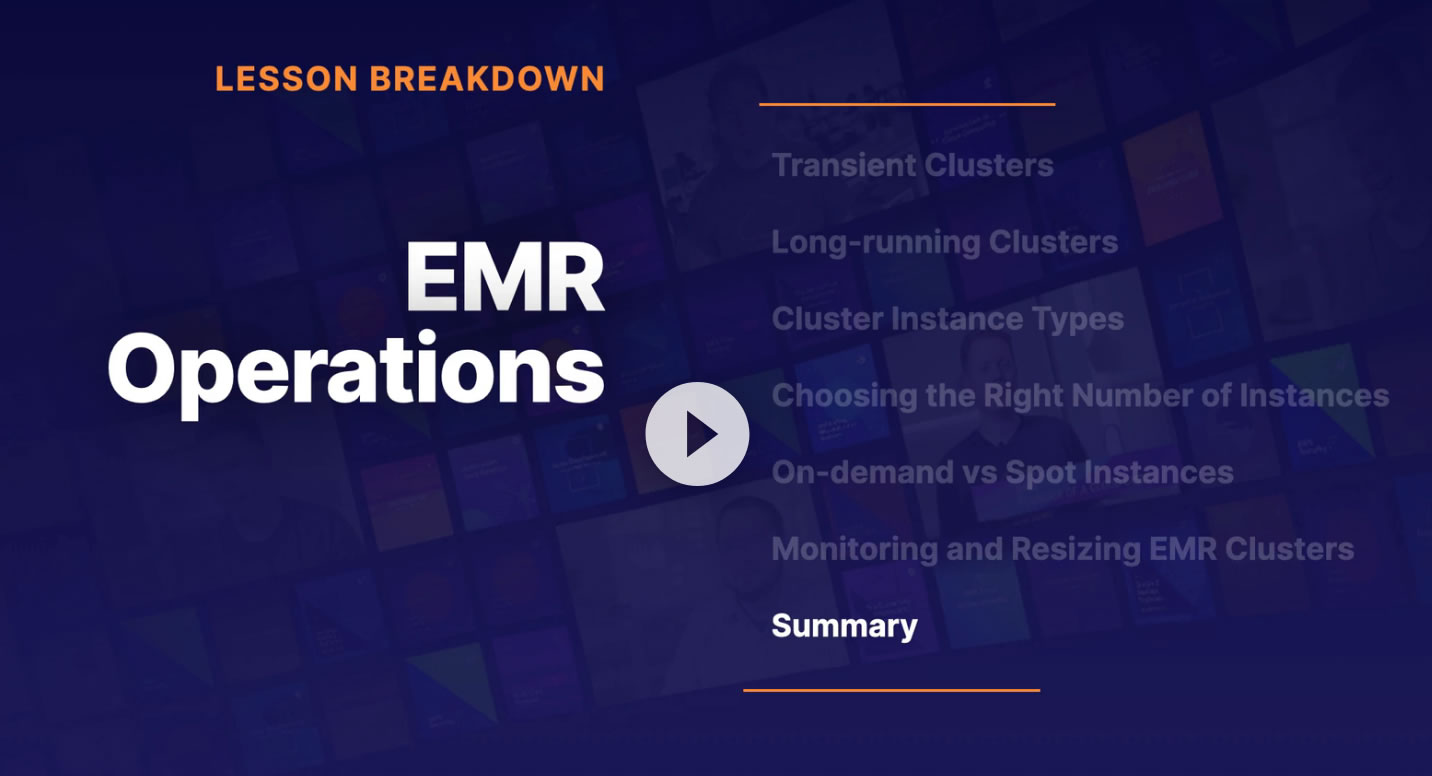 LESSON BREAKDOWN
EMR
Operations
Transient Clusters
Long-running Clusters
Cluster Instance Types
Choosing the Right Number of Instances
On-demand vs Spot Instances
Monitoring and Resizing EMR Clusters
Summary